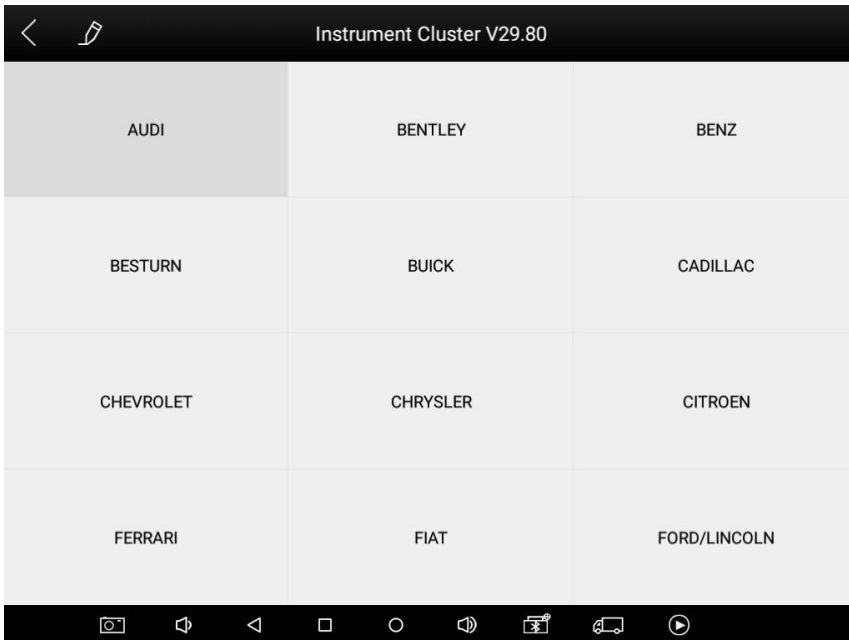 Instrument Cluster V29.80
AUDI
BENTLEY
BENZ
BESTURN
BUICK
CADILLAC
CHEVROLET
CHRYSLER
CITROEN
FERRARI
FIAT
FORD/LINCOLN